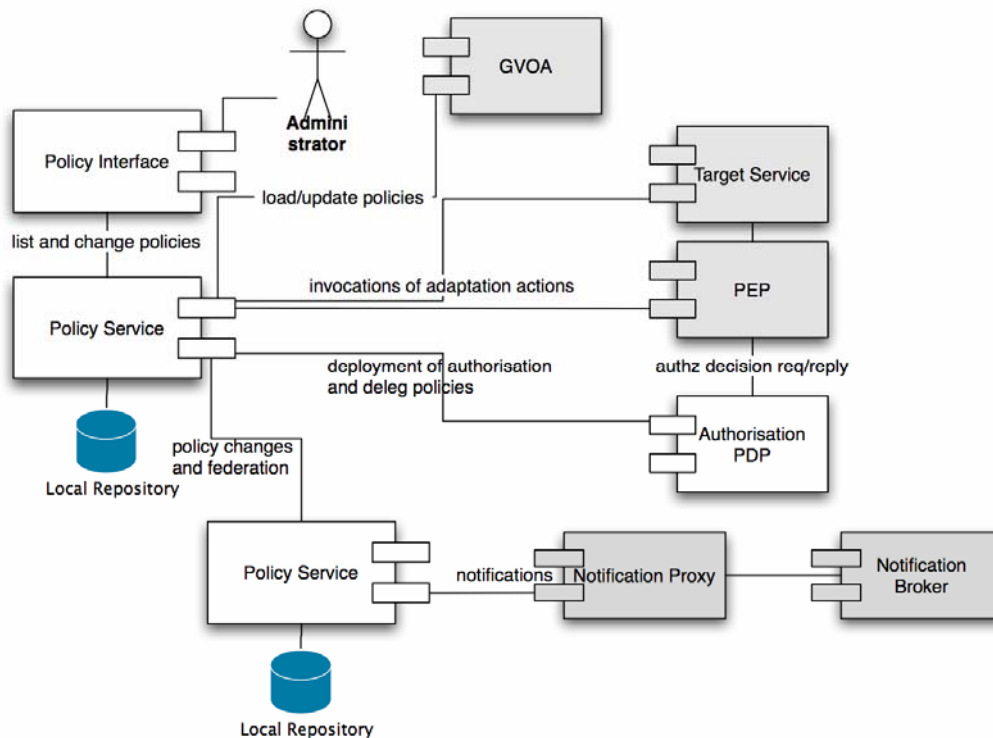 GVOA
Admini
strator
Policy Interface
Target Service
load/update policies
list and change policies
invocations of adaptation actions
PEP
Policy Service
deployment of authorisation
and deleg policies
authz decision req/reply
Authorisation
PDP
policy changes
and federation
Local Repository
Policy Service
notifications
Notification Proxy
Notification
Broker
Local Repository